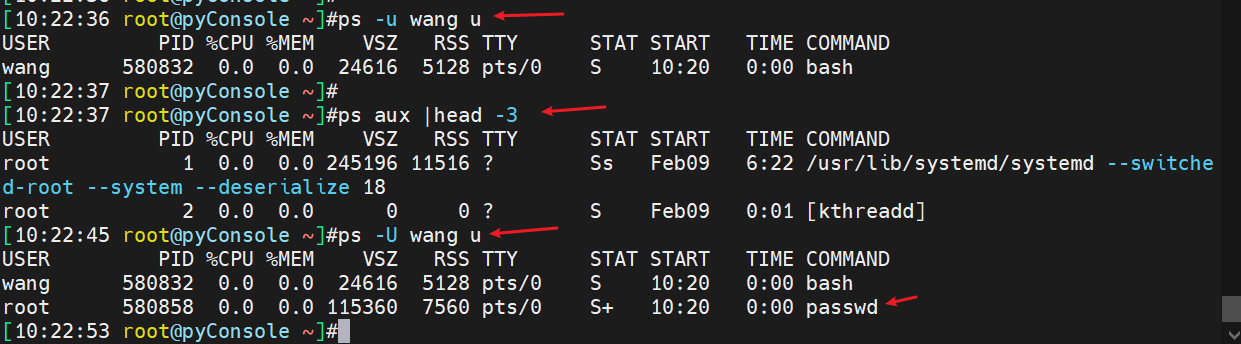 [10:22:36 root@pyConsole ~]#ps -u wang u
USER         PID %CPU %MEM    VSZ   RSS TTY      STAT START   TIME COMMAND
wang      580832  0.0  0.0  24616  5128 pts/0    S    10:20   0:00 bash
[10:22:37 root@pyConsole ~]#
[10:22:37 root@pyConsole ~]#ps aux |head -3
USER         PID %CPU %MEM    VSZ   RSS TTY      STAT START   TIME COMMAND
root           1  0.0  0.0 245196 11516 ?        Ss   Feb09   6:22 /usr/lib/systemd/systemd --switche
d-root --system --deserialize 18
root           2  0.0  0.0      0     0 ?        S    Feb09   0:01 [kthreadd]
[10:22:45 root@pyConsole ~]#ps -U wang u
USER         PID %CPU %MEM    VSZ   RSS TTY      STAT START   TIME COMMAND
wang      580832  0.0  0.0  24616  5128 pts/0    S    10:20   0:00 bash
root      580858  0.0  0.0 115360  7560 pts/0    S+   10:20   0:00 passwd
[10:22:53 root@pyConsole ~]#